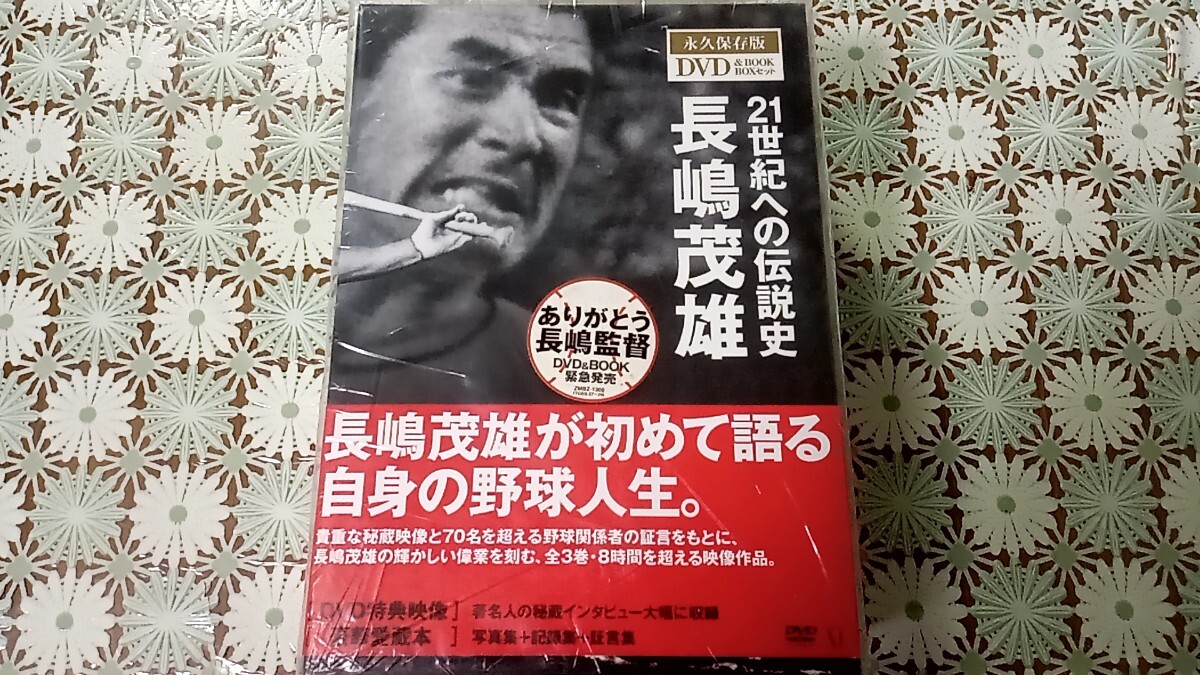 永久保存版
DVD & BOOK BOXセット
21世紀への伝説史
長嶋茂雄
ありがとう
長嶋監督
DVD&BOOK
緊急発売
長嶋茂雄が初めて語る
自身の野球人生。
貴重な秘蔵映像と70名を超える野球関係者の証言をもとに、
長嶋茂雄の輝かしい偉業を刻む、全3巻・8時間を超える映像作品。
DVD特典映像] 著名人の秘蔵インタビュー大幅に収録
愛蔵本] 写真集+記録集+証言集
DVD